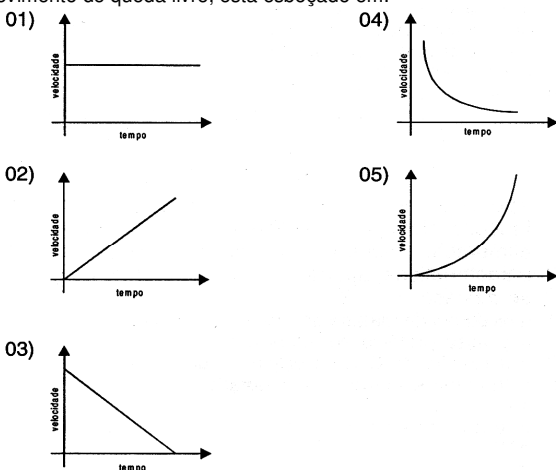 ovimento de queda livre, está esboçado em:
01)
velocidade
tempo
04)
velocidade
tempo
02)
velocidade
tempo
05)
velocidade
tempo
03)
velocidade
tempo